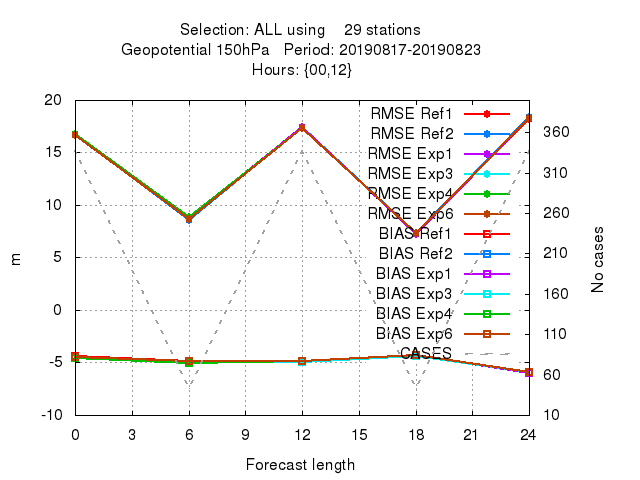 Selection: ALL using 29 stations
Geopotential 150hPa Period: 20190817-20190823
Hours: {00,12}
20
15
10
5
0
-5
-10
m
0 3 6 9 12 15 18 21 24
Forecast length
360
310
260
210
160
110
60
10
No cases
RMSE Ref1
RMSE Ref2
RMSE Exp1
RMSE Exp3
RMSE Exp4
RMSE Exp6
BIAS Ref1
BIAS Ref2
BIAS Exp1
BIAS Exp3
BIAS Exp4
BIAS Exp6
CASES